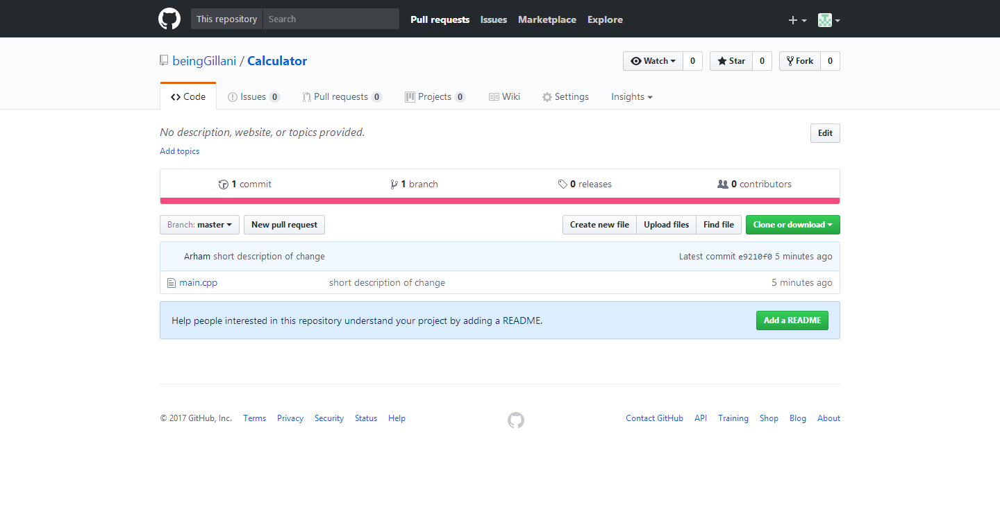 This repository Search Pull requests Issues Marketplace Explore
beingGillani / Calculator Watch 0 Star 0 Fork 0
Code Issues 0 Pull requests 0 Projects 0 Wiki Settings Insights
No description, website, or topics provided. Edit
Add topics
1 commit 1 branch 0 releases 0 contributors
Branch: master New pull request Create new file Upload files Find file Clone or download
Arham short description of change Latest commit e9210f0 5 minutes ago
main.cpp short description of change 5 minutes ago
Help people interested in this repository understand your project by adding a README. Add a README
© 2017 GitHub, Inc. Terms Privacy Security Status Help Contact GitHub API Training Shop Blog About